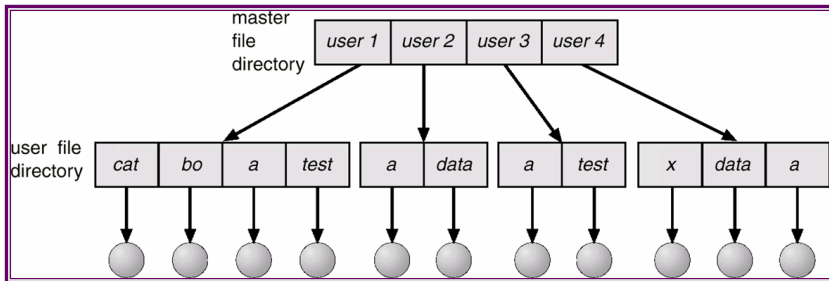 master
file
directory
user 1 user 2 user 3 user 4
user file
directory
cat bo a test a data a test x data a